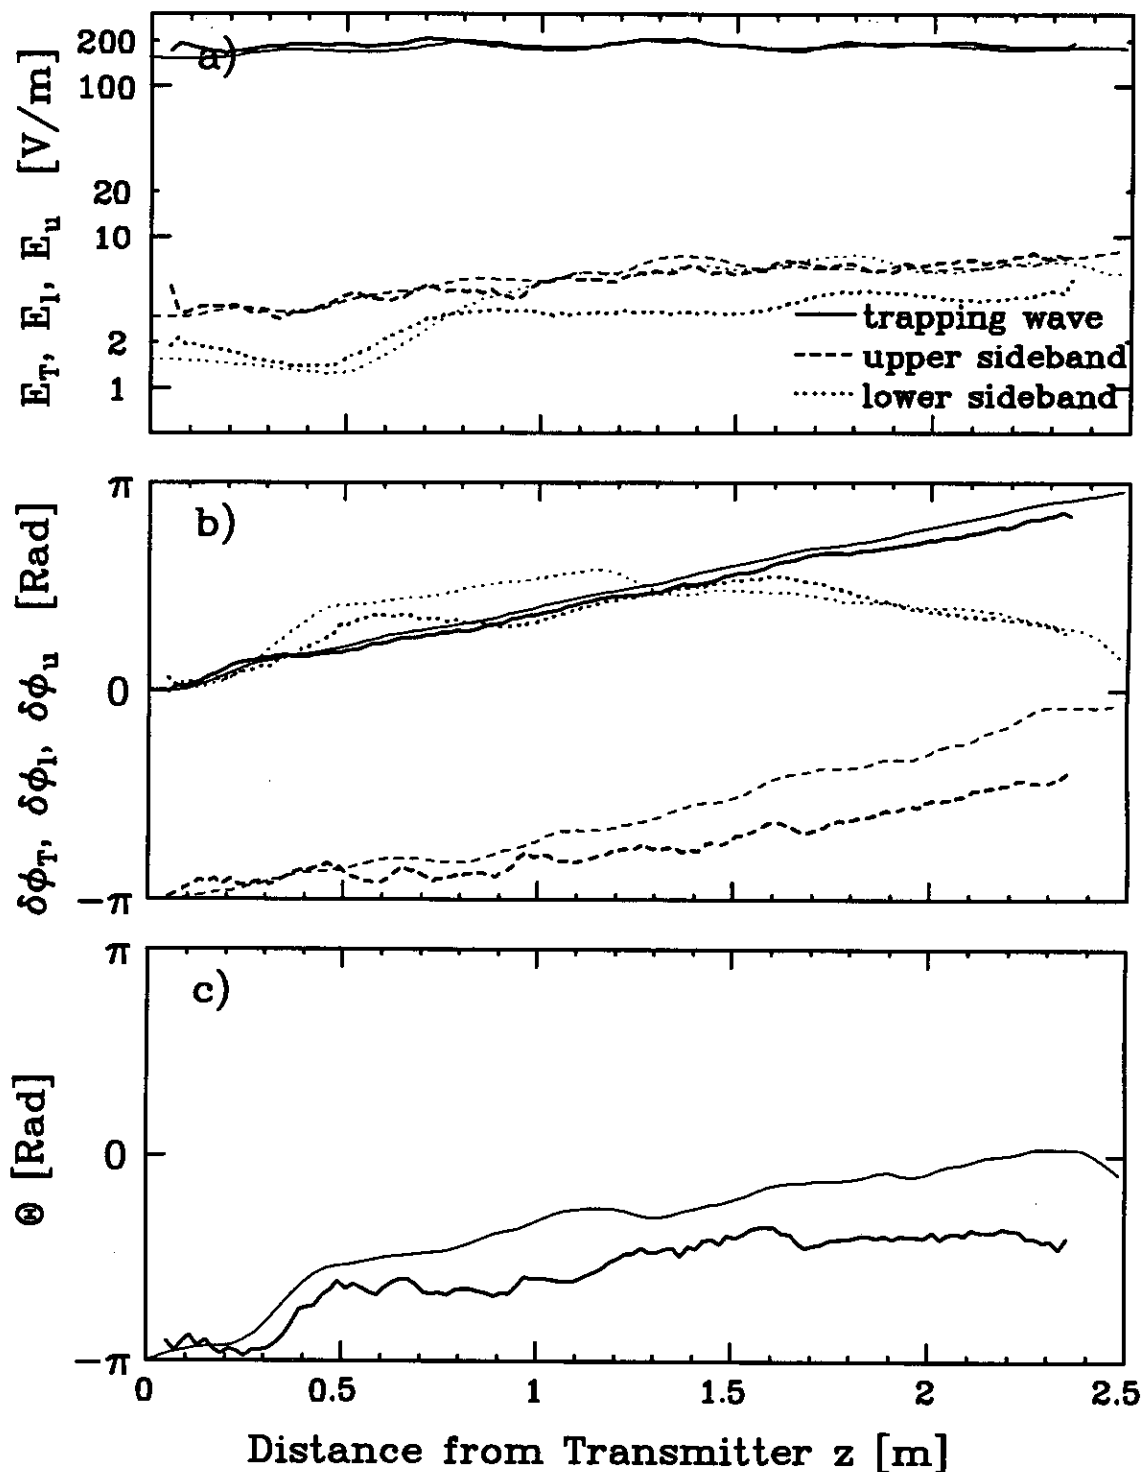 E_T, E_l, E_u [V/m]
200
100
20
10
2
1
a)
trapping wave
upper sideband
lower sideband
δϕ_T, δϕ_l, δϕ_u [Rad]
π
0
-π
b)
Θ [Rad]
π
0
-π
c)
0 0.5 1 1.5 2 2.5
Distance from Transmitter z [m]